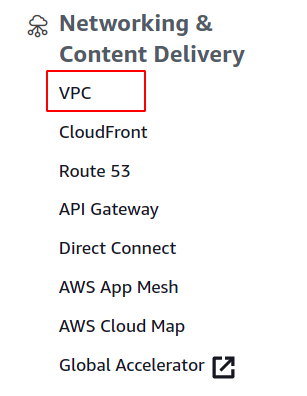 Networking &
Content Delivery
VPC
CloudFront
Route 53
API Gateway
Direct Connect
AWS App Mesh
AWS Cloud Map
Global Accelerator